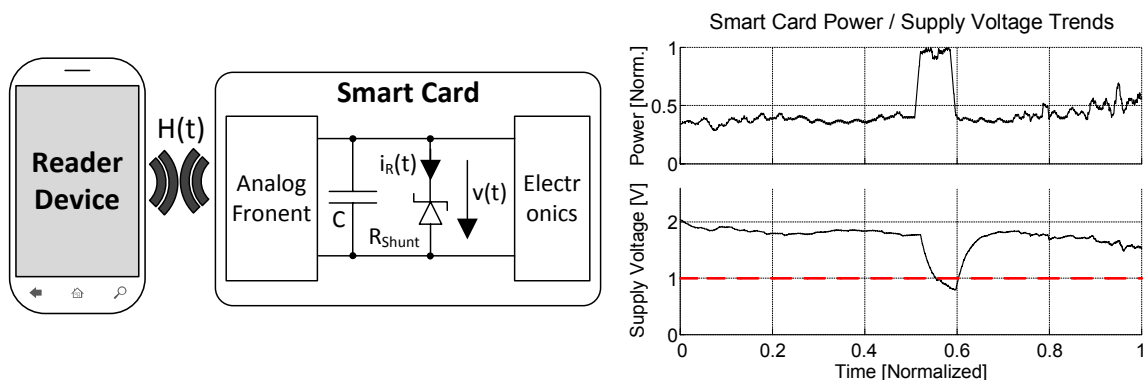 Reader
Device
H(t)
Smart Card
Analog
Fronent
C
i_R(t)
R_Shunt
v(t)
Electr
onics
Smart Card Power / Supply Voltage Trends
Power [Norm.]
1
0.5
0
Supply Voltage [V]
2
1
0
0 0.2 0.4 0.6 0.8 1
Time [Normalized]